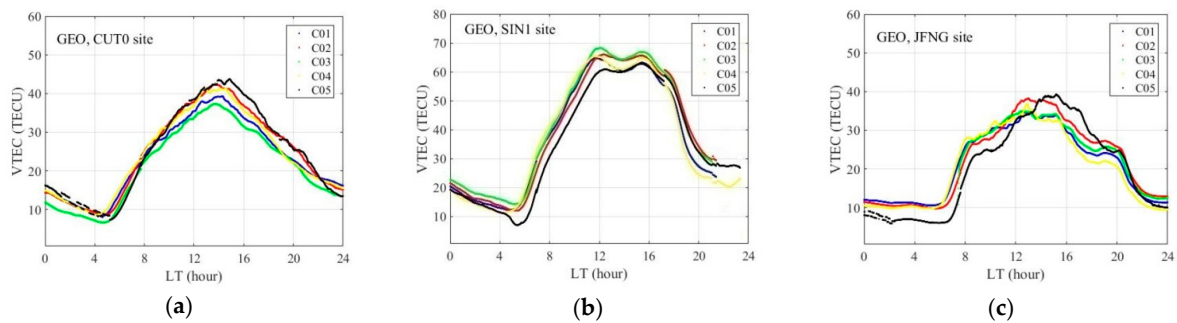 GEO, CUT0 site
C01
C02
C03
C04
C05
60
50
40
30
20
10
VTEC (TECU)
0 4 8 12 16 20 24
LT (hour)
(a)
GEO, SIN1 site
C01
C02
C03
C04
C05
80
70
60
50
40
30
20
10
0
VTEC (TECU)
0 4 8 12 16 20 24
LT (hour)
(b)
GEO, JFNG site
C01
C02
C03
C04
C05
60
50
40
30
20
10
VTEC (TECU)
0 4 8 12 16 20 24
LT (hour)
(c)